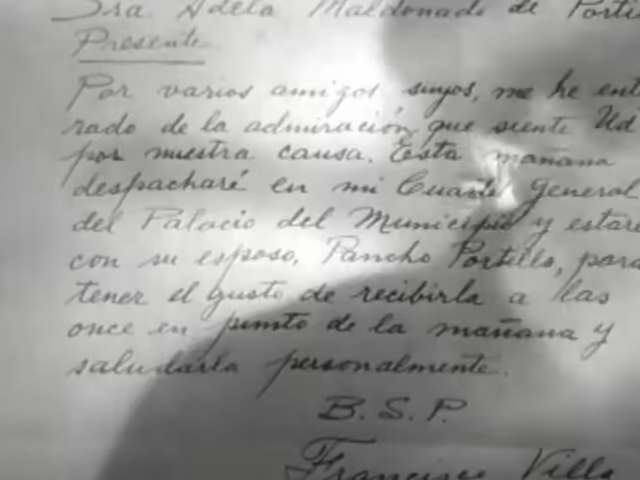 Sra. Adela Maldonado de Porti
Presente
Por varios amigos suyos, me he ent
rado de la admiración que siente Ud
por nuestra causa. Esta mañana
despacharé en mi Cuartel General
del Palacio del Municipio y estaré
con su esposo, Pancho Portillo, para
tener el gusto de recibirla a las
once en punto de la mañana y
saludarla personalmente.
B.S.P.
Francisco Villa